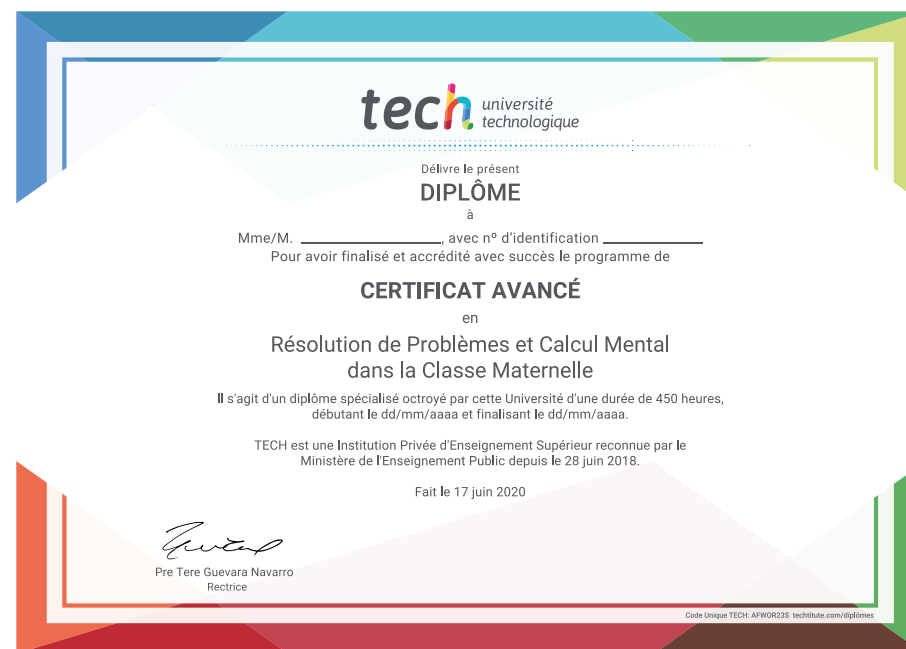 tech université
technologique
Délivre le présent
DIPLÔME
à
Mme/M. ____________________, avec nº d'identification ______________
Pour avoir finalisé et accrédité avec succès le programme de
CERTIFICAT AVANCÉ
en
Résolution de Problèmes et Calcul Mental
dans la Classe Maternelle
Il s'agit d'un diplôme spécialisé octroyé par cette Université d'une durée de 450 heures,
débutant le dd/mm/aaaa et finalisant le dd/mm/aaaa.
TECH est une Institution Privée d'Enseignement Supérieur reconnue par le
Ministère de l'Enseignement Public depuis le 28 juin 2018.
Fait le 17 juin 2020
Pre Tere Guevara Navarro
Rectrice
Code Unique TECH: AFWOR23S techtitute.com/diplômes